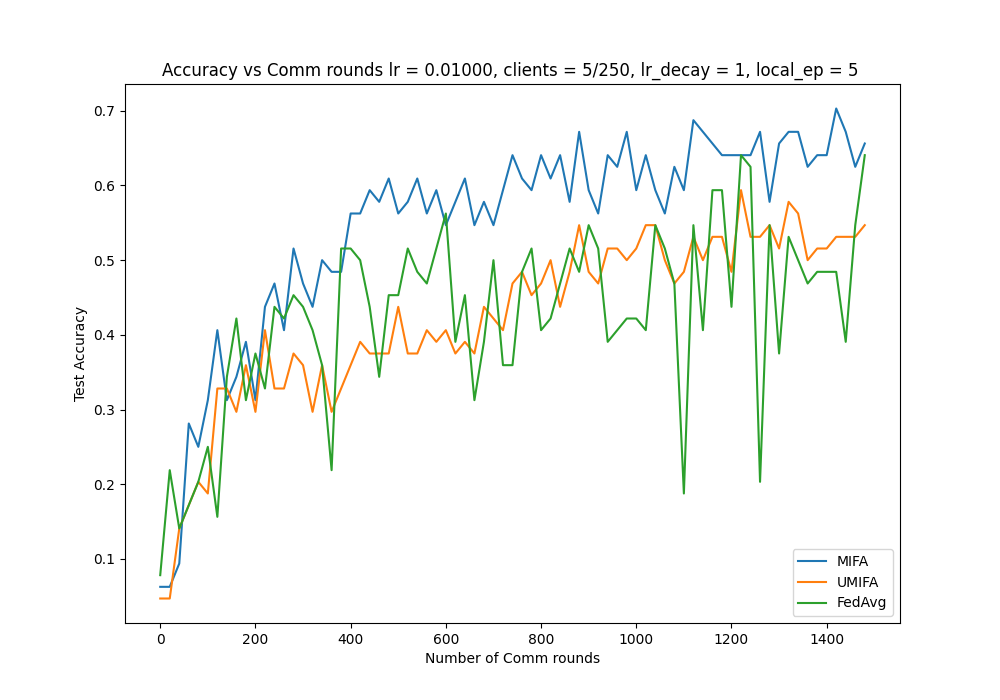 Accuracy vs Comm rounds lr = 0.01000, clients = 5/250, lr_decay = 1, local_ep = 5
Test Accuracy
0.7
0.6
0.5
0.4
0.3
0.2
0.1
MIFA
UMIFA
FedAvg
0 200 400 600 800 1000 1200 1400
Number of Comm rounds